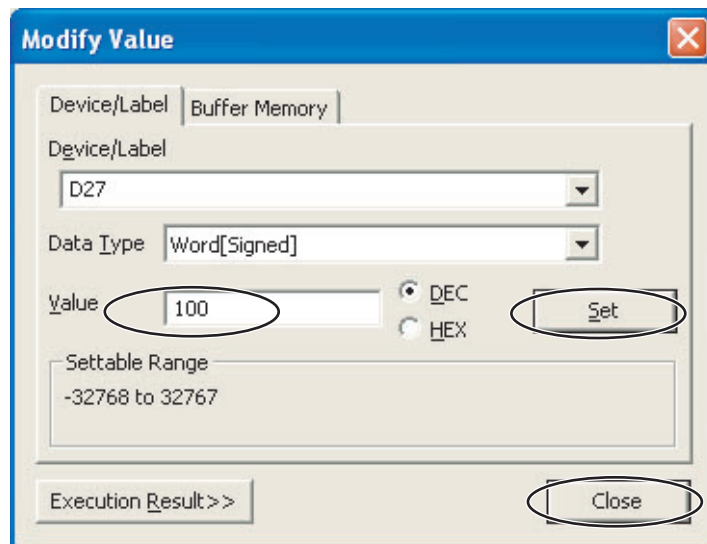 Modify Value
Device/Label Buffer Memory
Device/Label
D27
Data Type Word[Signed]
Value 100 DEC Set
HEX
Settable Range
-32768 to 32767
Execution Result>> Close